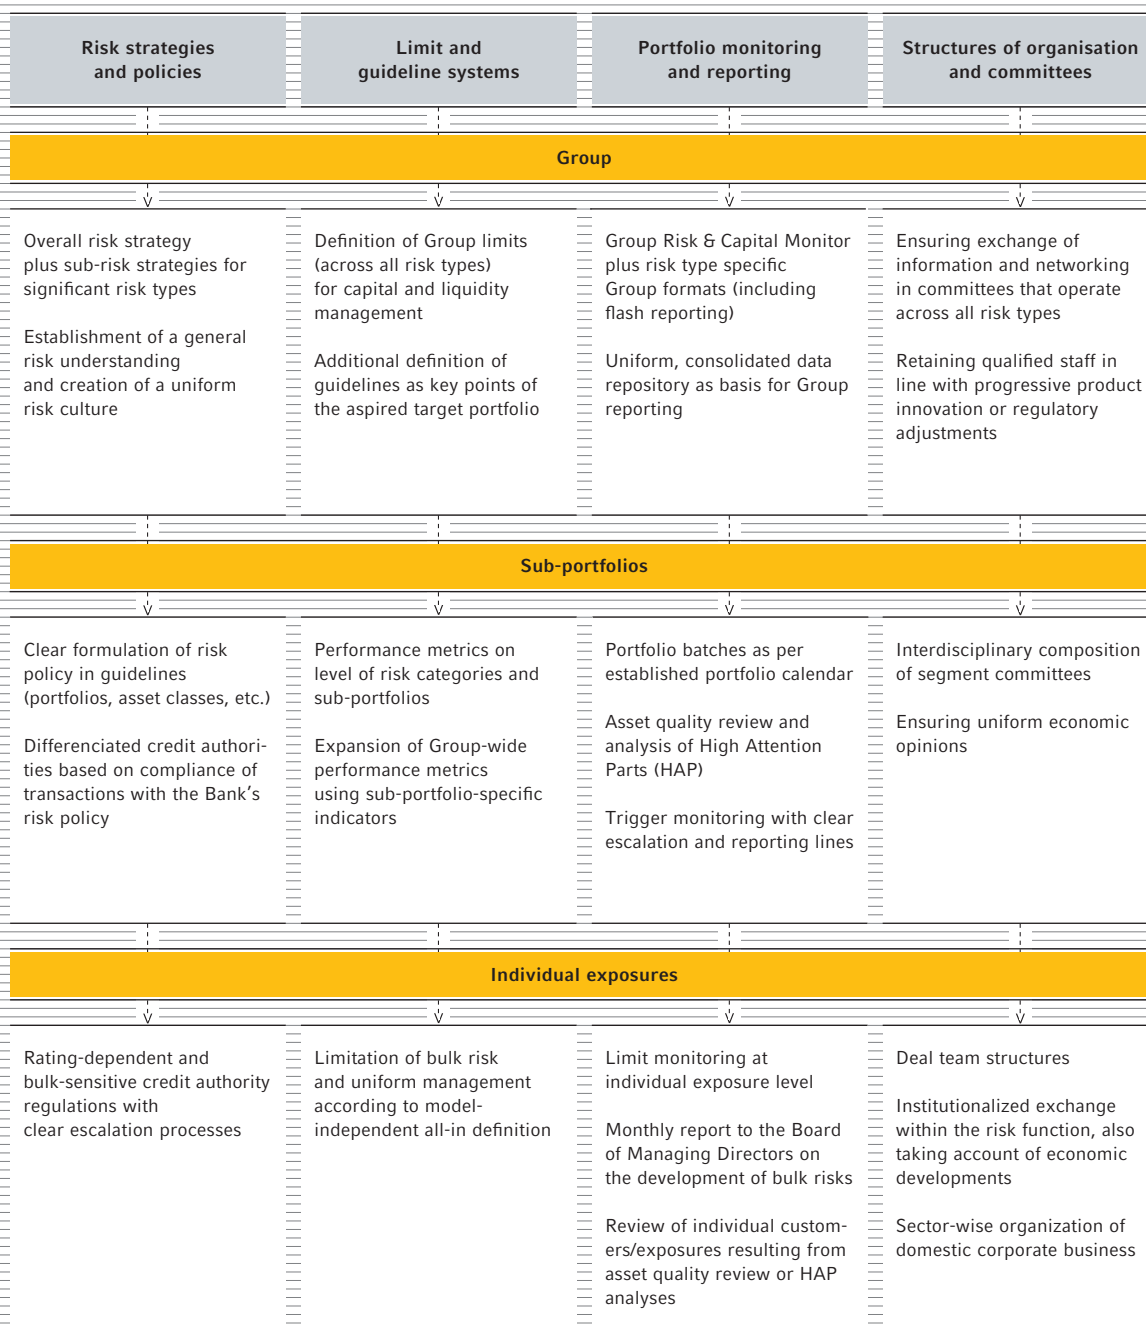 Risk strategies
and policies
Limit and
guideline systems
Portfolio monitoring
and reporting
Structures of organisation
and committees
Group
Overall risk strategy
plus sub-risk strategies for
significant risk types
Establishment of a general
risk understanding
and creation of a uniform
risk culture
Definition of Group limits
(across all risk types)
for capital and liquidity
management
Additional definition of
guidelines as key points of
the aspired target portfolio
Group Risk & Capital Monitor
plus risk type specific
Group formats (including
flash reporting)
Uniform, consolidated data
repository as basis for Group
reporting
Ensuring exchange of
information and networking
in committees that operate
across all risk types
Retaining qualified staff in
line with progressive product
innovation or regulatory
adjustments
Sub-portfolios
Clear formulation of risk
policy in guidelines
(portfolios, asset classes, etc.)
Differenciated credit authori-
ties based on compliance of
transactions with the Bank's
risk policy
Performance metrics on
level of risk categories and
sub-portfolios
Expansion of Group-wide
performance metrics
using sub-portfolio-specific
indicators
Portfolio batches as per
established portfolio calendar
Asset quality review and
analysis of High Attention
Parts (HAP)
Trigger monitoring with clear
escalation and reporting lines
Interdisciplinary composition
of segment committees
Ensuring uniform economic
opinions
Individual exposures
Rating-dependent and
bulk-sensitive credit authority
regulations with
clear escalation processes
Limitation of bulk risk
and uniform management
according to model-
independent all-in definition
Limit monitoring at
individual exposure level
Monthly report to the Board
of Managing Directors on
the development of bulk risks
Review of individual custom-
ers/exposures resulting from
asset quality review or HAP
analyses
Deal team structures
Institutionalized exchange
within the risk function, also
taking account of economic
developments
Sector-wise organization of
domestic corporate business